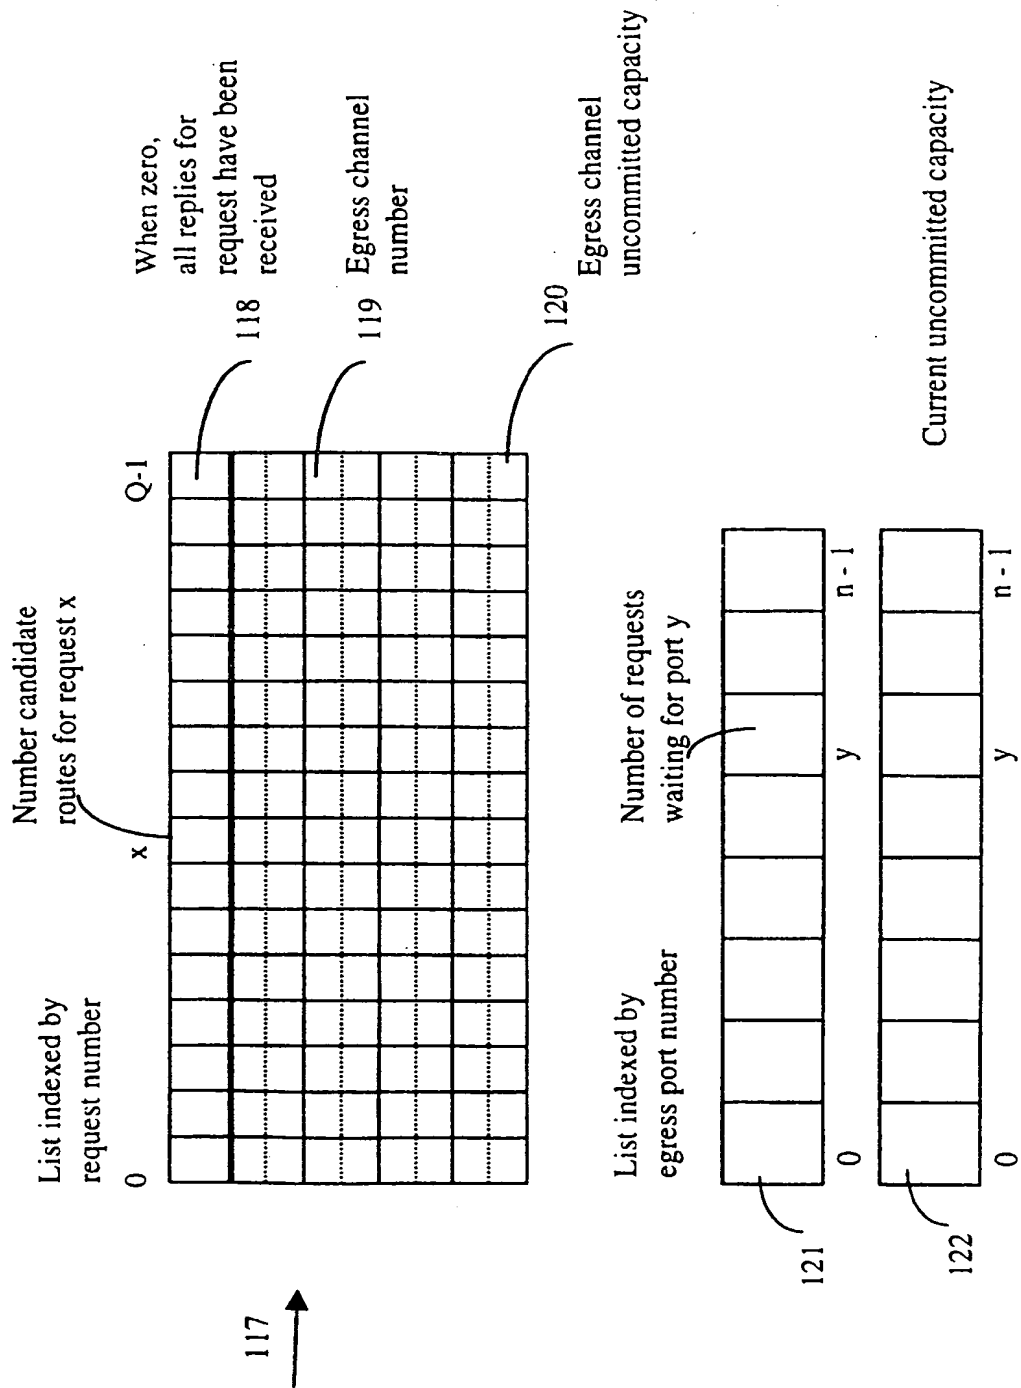 Number candidate
routes for request x
List indexed by
request number
0
x
Q-1
When zero,
all replies for
request have been
received
118
Egress channel
number
119
Egress channel
uncommitted capacity
120
117
List indexed by
egress port number
Number of requests
waiting for port y
121
0
y
n - 1
Current uncommitted capacity
122
0
y
n - 1